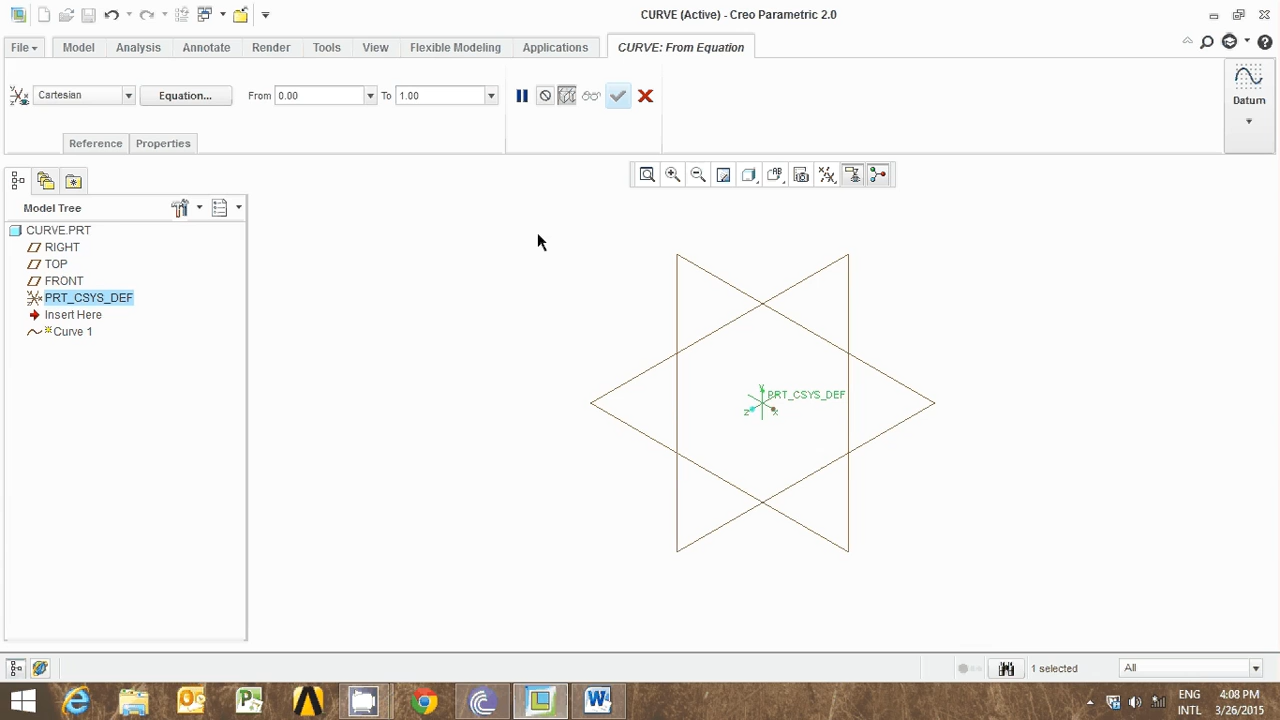 CURVE (Active) - Creo Parametric 2.0
File Model Analysis Annotate Render Tools View Flexible Modeling Applications CURVE: From Equation
Cartesian Equation... From 0.00 To 1.00
Datum
Reference Properties
Model Tree
CURVE.PRT
RIGHT
TOP
FRONT
PRT_CSYS_DEF
Insert Here
Curve 1
Y
PRT_CSYS_DEF
Z X
1 selected All
ENG
INTL
4:08 PM
3/26/2015